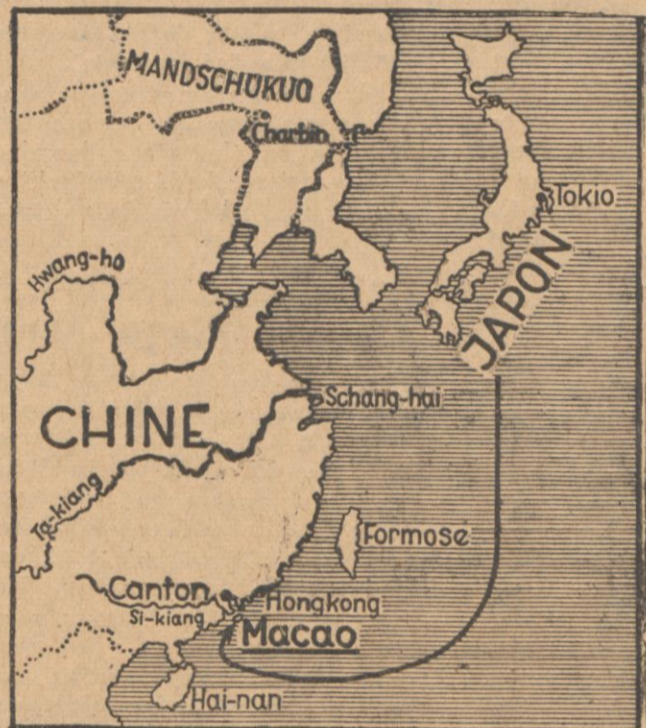 MANDSCHUKUO
Charbin
Tokio
Hwang-ho
JAPON
Schang-hai
CHINE
Ta-kiang
Formose
Canton
Hongkong
Si-kiang
Macao
Hai-nan